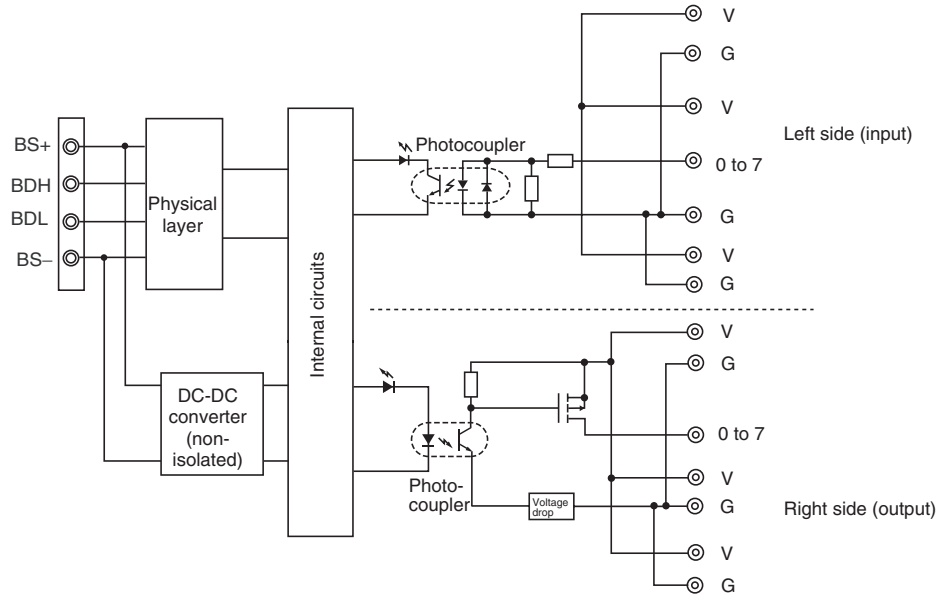 V
G
V
Left side (input)
Photocoupler
0 to 7
G
V
G
BS+
BDH
BDL
BS−
Physical
layer
Internal circuits
DC-DC
converter
(non-
isolated)
V
G
0 to 7
V
Photo-
coupler
Voltage
drop
G
Right side (output)
V
G